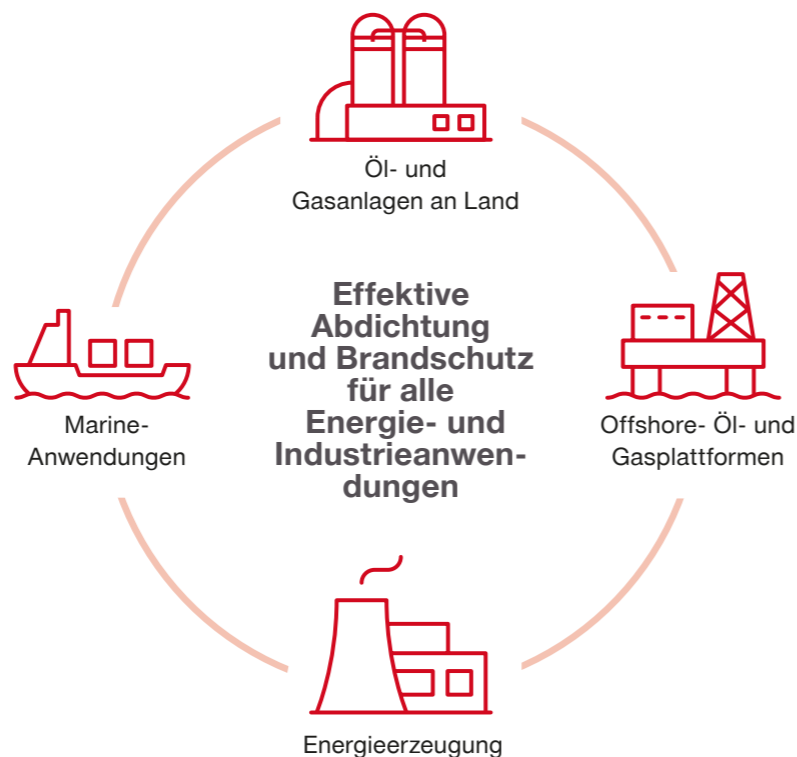 Öl- und
Gasanlagen an Land
Effektive
Abdichtung
und Brandschutz
für alle
Energie- und
Industrieanwen-
dungen
Marine-
Anwendungen
Offshore- Öl- und
Gasplattformen
Energieerzeugung